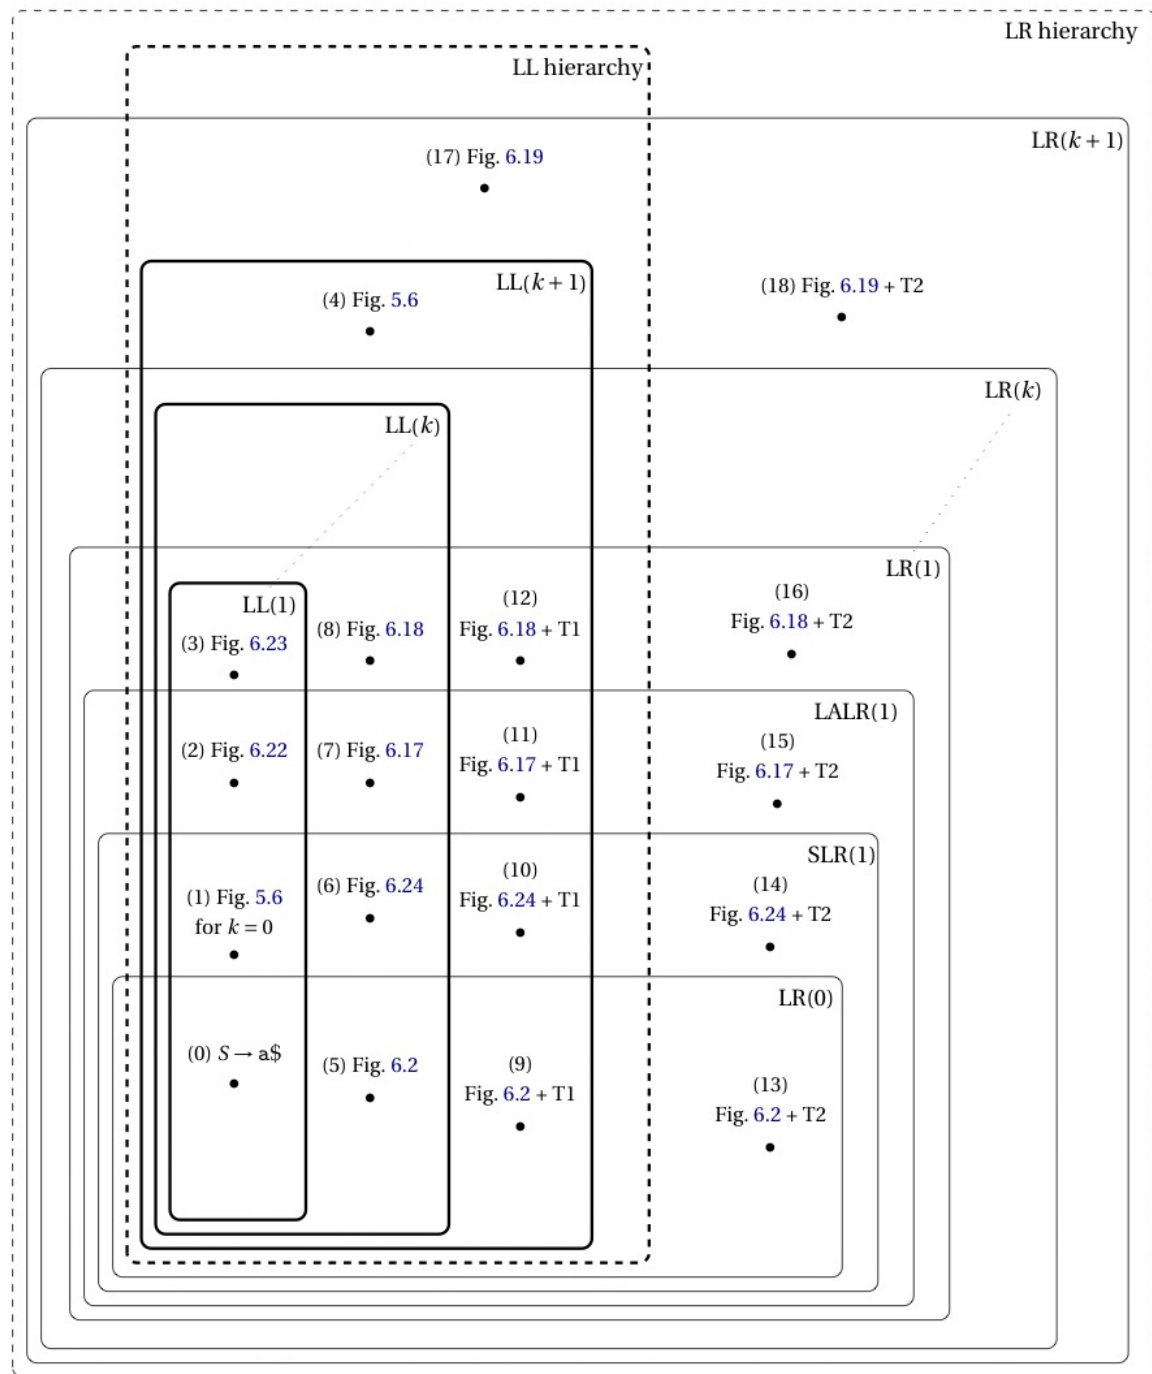 LR hierarchy
LL hierarchy
LR(k+1)
(17) Fig. 6.19
LL(k+1)
(4) Fig. 5.6
(18) Fig. 6.19 + T2
LR(k)
LL(k)
LR(1)
LL(1)
(3) Fig. 6.23
(8) Fig. 6.18
(12)
Fig. 6.18 + T1
(16)
Fig. 6.18 + T2
LALR(1)
(2) Fig. 6.22
(7) Fig. 6.17
(11)
Fig. 6.17 + T1
(15)
Fig. 6.17 + T2
SLR(1)
(1) Fig. 5.6
for k = 0
(6) Fig. 6.24
(10)
Fig. 6.24 + T1
(14)
Fig. 6.24 + T2
LR(0)
(0) S → a$
(5) Fig. 6.2
(9)
Fig. 6.2 + T1
(13)
Fig. 6.2 + T2